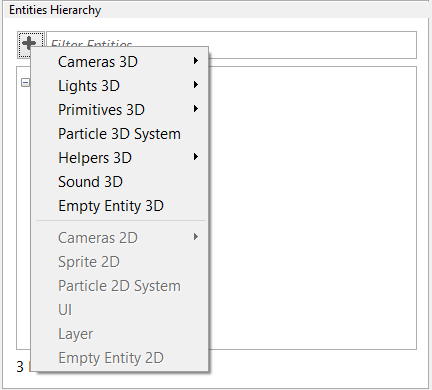 Entities Hierarchy
Filter Entities
Cameras 3D
Lights 3D
Primitives 3D
Particle 3D System
Helpers 3D
Sound 3D
Empty Entity 3D
Cameras 2D
Sprite 2D
Particle 2D System
UI
Layer
Empty Entity 2D
3